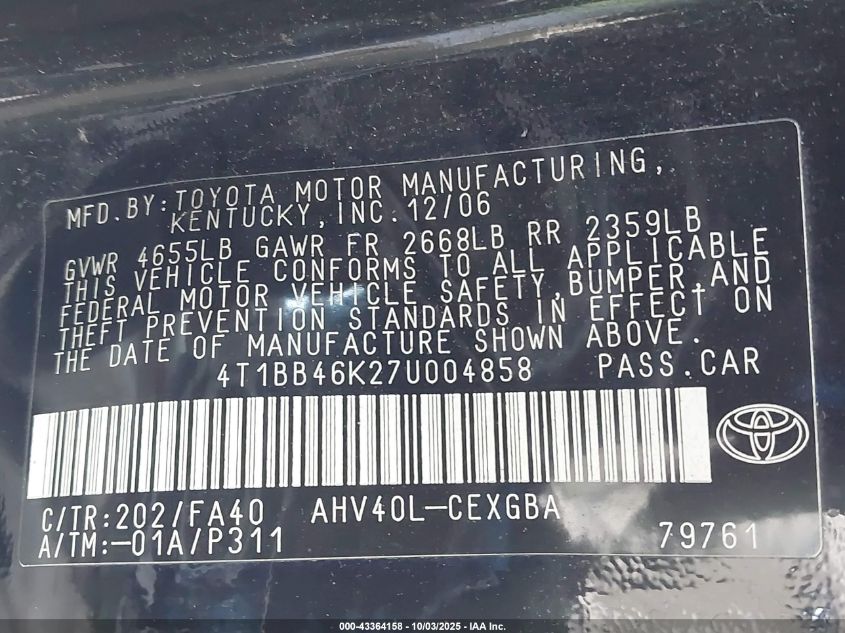 MFD.BY:TOYOTA MOTOR MANUFACTURING,
KENTUCKY,INC.12/06
GVWR 4655LB GAWR FR 2668LB RR 2359LB
THIS VEHICLE CONFORMS TO ALL APPLICABLE
FEDERAL MOTOR VEHICLE SAFETY,BUMPER,AND
THEFT PREVENTION STANDARDS IN EFFECT ON
THE DATE OF MANUFACTURE SHOWN ABOVE.
4T1BB46K27U004858 PASS.CAR
C/TR:202/FA40 AHV40L-CEXGBA
A/TM:-01A/P311 79761
000-43364158 - 10/03/2025 - IAA Inc.